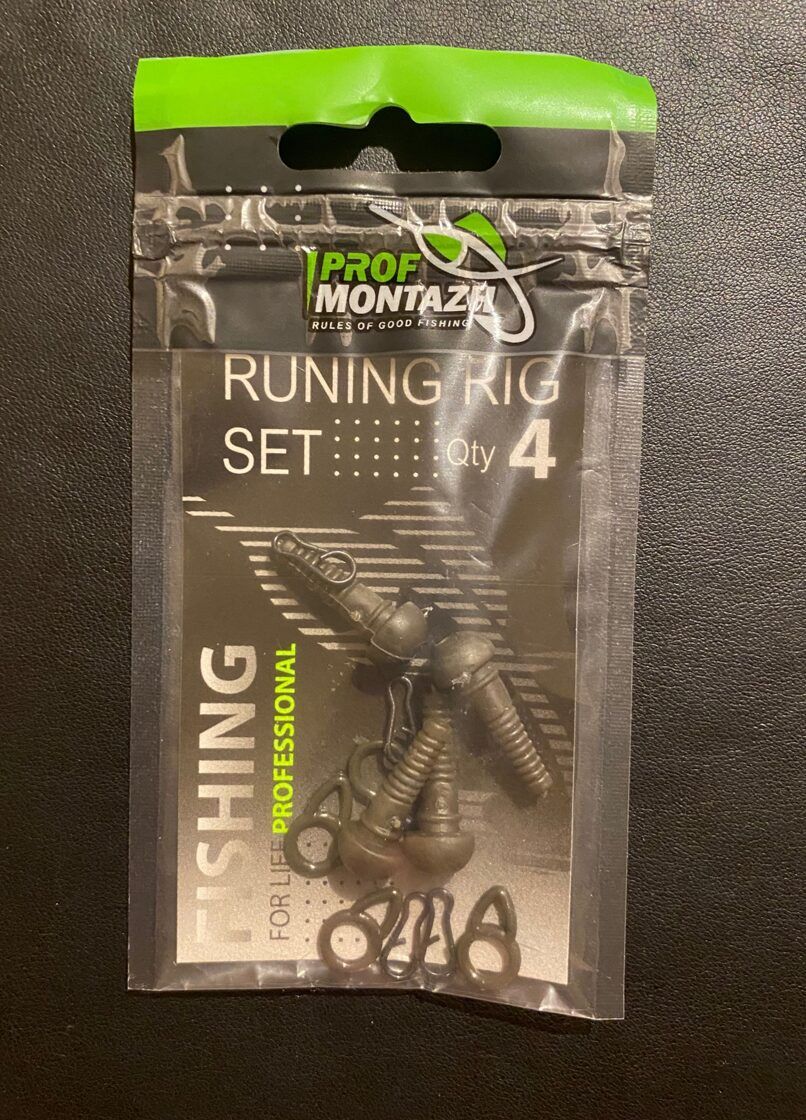 PROF
MONTAZH
RULES OF GOOD FISHING
RUNING RIG
SET Qty 4
FISHING
FOR LIFE PROFESSIONAL